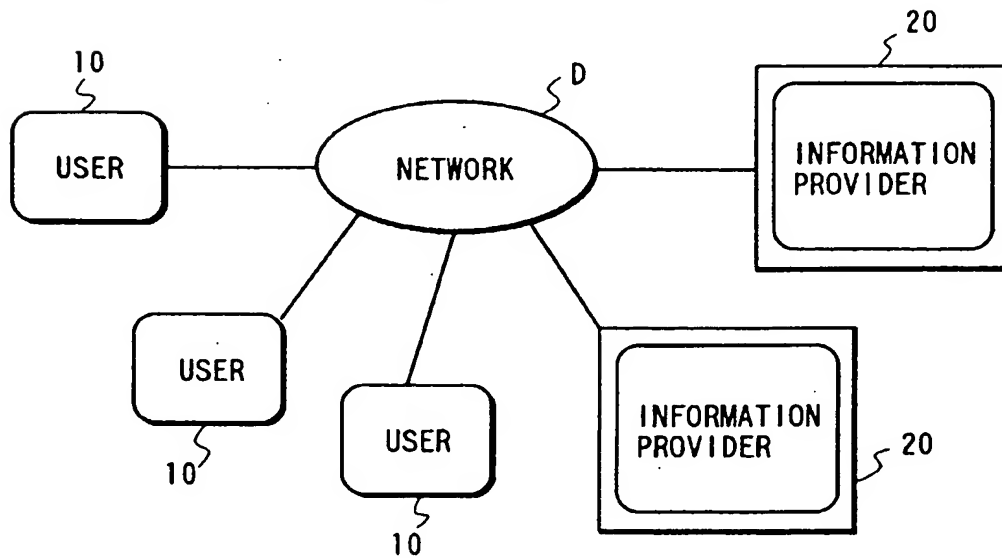 20
10
D
USER
NETWORK
INFORMATION
PROVIDER
USER
USER
INFORMATION
PROVIDER
20
10
10